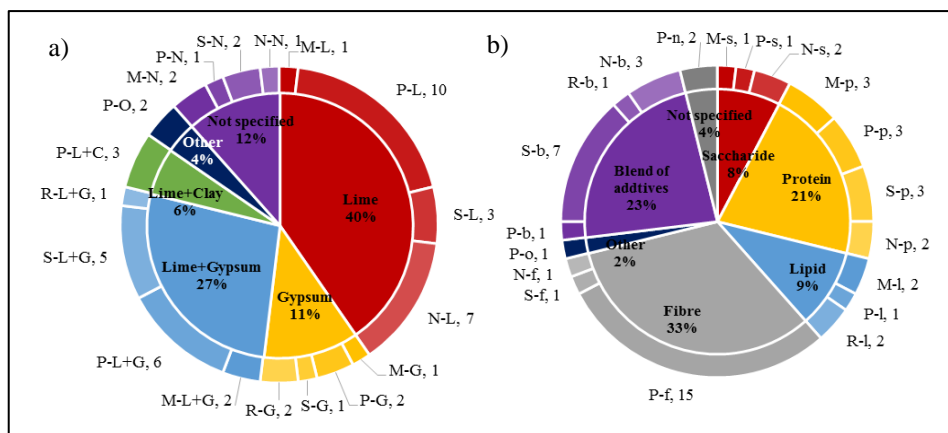 a)
M-L, 1
P-L, 10
S-L, 3
N-L, 7
M-G, 1
P-G, 2
S-G, 1
R-G, 2
M-L+G, 2
P-L+G, 6
S-L+G, 5
R-L+G, 1
P-L+C, 3
P-O, 2
M-N, 2
P-N, 1
S-N, 2
N-N, 1
Lime
40%
Gypsum
11%
Lime+Gypsum
27%
Lime+Clay
6%
Other
4%
Not specified
12%
b)
M-s, 1
P-s, 1
N-s, 2
M-p, 3
P-p, 3
S-p, 3
N-p, 2
M-l, 2
P-l, 1
R-l, 2
P-f, 15
S-f, 1
N-f, 1
P-o, 1
P-b, 1
S-b, 7
R-b, 1
N-b, 3
P-n, 2
Saccharide
8%
Protein
21%
Lipid
9%
Fibre
33%
Other
2%
Blend of
addtives
23%
Not specified
4%